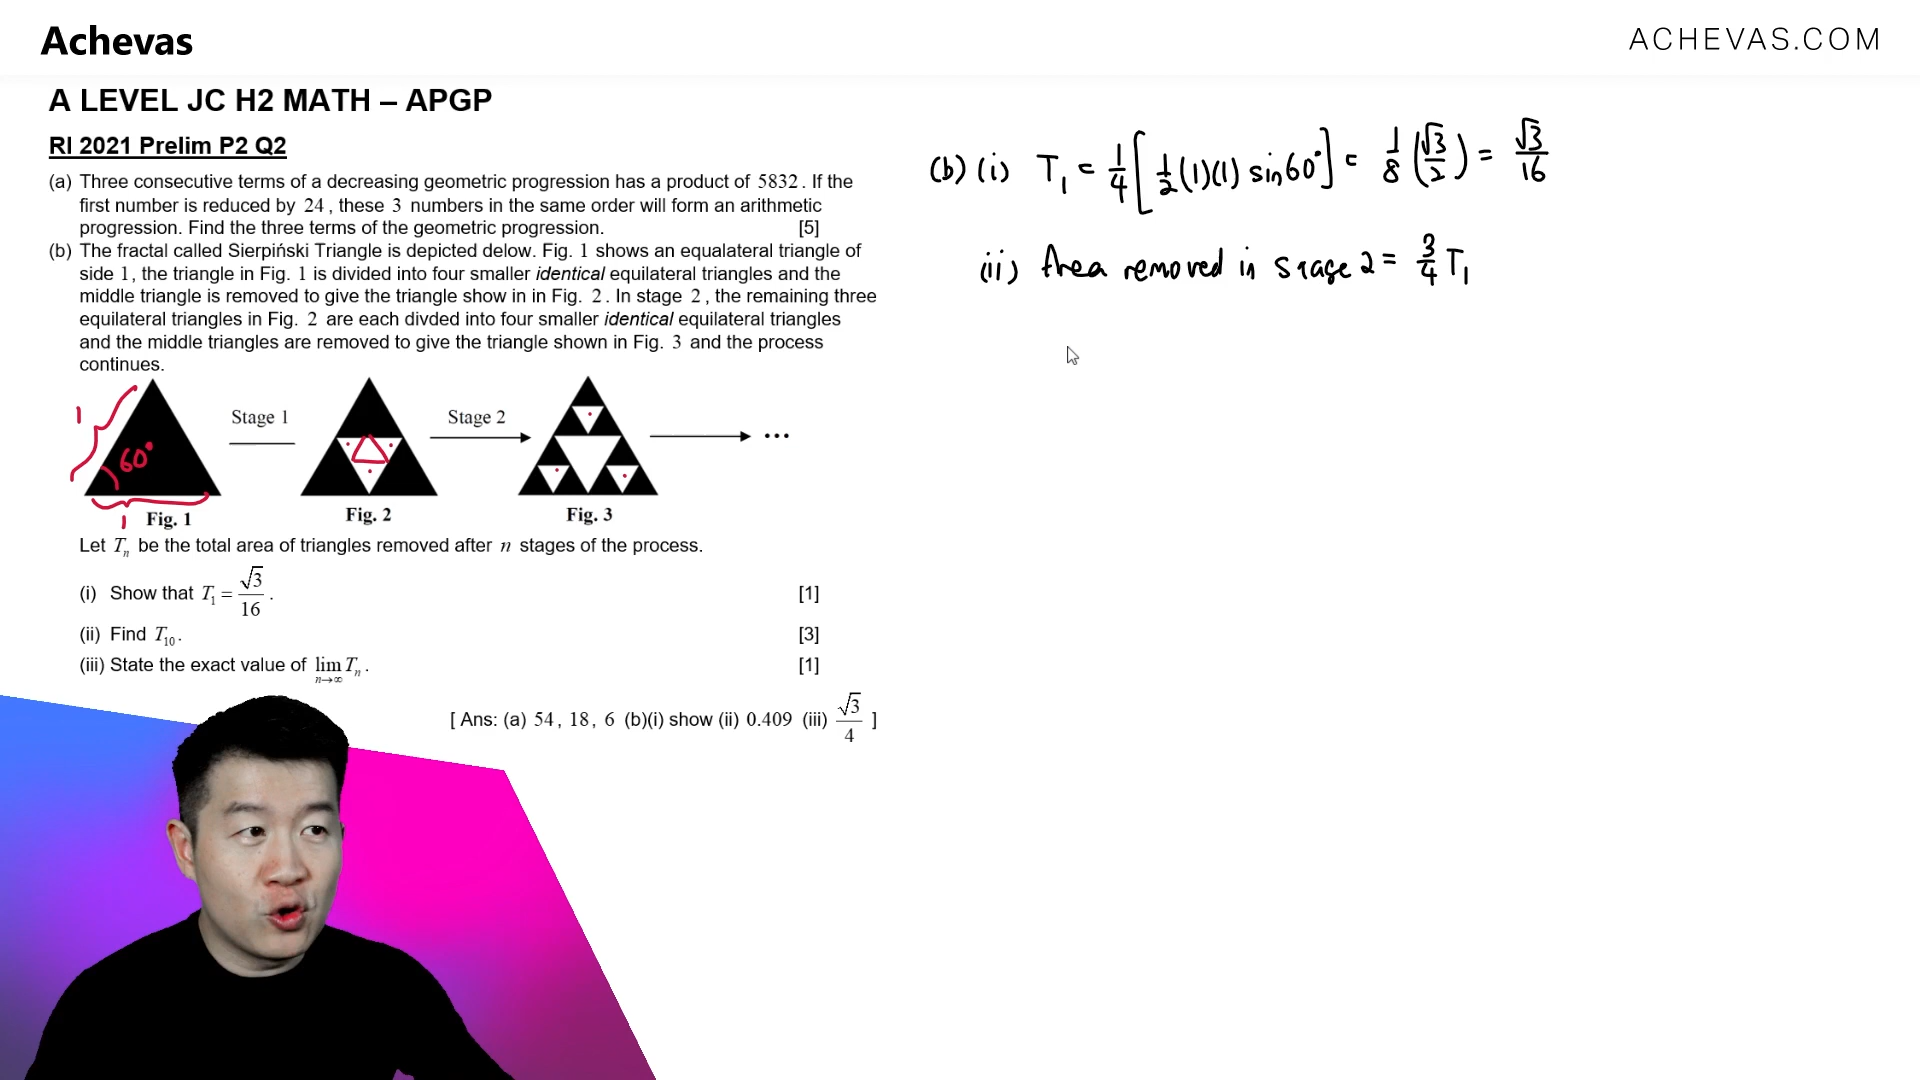 Achevas
ACHEVAS.COM
A LEVEL JC H2 MATH – APGP
RI 2021 Prelim P2 Q2
(a) Three consecutive terms of a decreasing geometric progression has a product of 5832. If the
first number is reduced by 24, these 3 numbers in the same order will form an arithmetic
progression. Find the three terms of the geometric progression. [5]
(b) The fractal called Sierpiński Triangle is depicted delow. Fig. 1 shows an equalateral triangle of
side 1, the triangle in Fig. 1 is divided into four smaller identical equilateral triangles and the
middle triangle is removed to give the triangle show in in Fig. 2. In stage 2, the remaining three
equilateral triangles in Fig. 2 are each divded into four smaller identical equilateral triangles
and the middle triangles are removed to give the triangle shown in Fig. 3 and the process
continues.
1
60°
1
Stage 1
Stage 2
...
Fig. 1
Fig. 2
Fig. 3
Let Tₙ be the total area of triangles removed after n stages of the process.
(i) Show that T₁ = √3/16. [1]
(ii) Find T₁₀. [3]
(iii) State the exact value of lim n→∞ Tₙ. [1]
[ Ans: (a) 54, 18, 6 (b)(i) show (ii) 0.409 (iii) √3/4 ]
(b) (i) T₁ = 1/4 [ 1/2 (1)(1) sin60° ] = 1/8 (√3/2) = √3/16
(ii) Area removed in stage 2 = 3/4 T₁